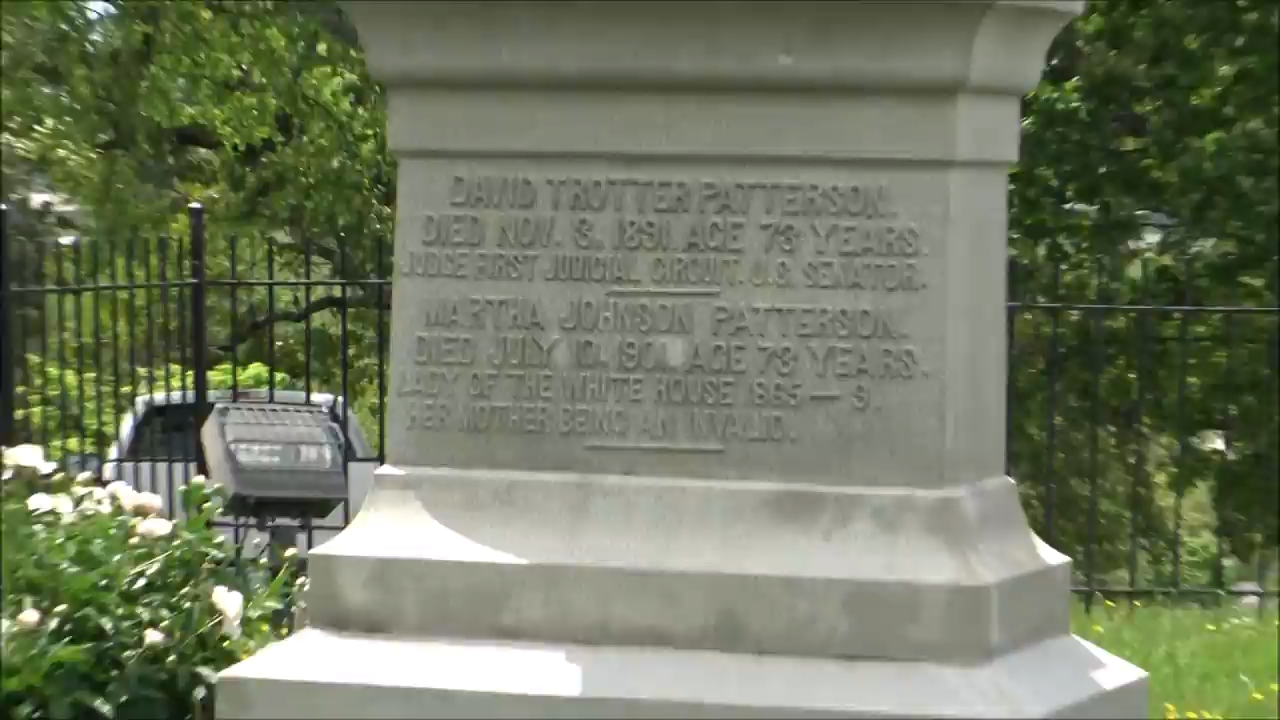 DAVID TROTTER PATTERSON.
DIED NOV. 3. 1891. AGE 73 YEARS.
JUDGE FIRST JUDICIAL CIRCUIT. U.S. SENATOR.
MARTHA JOHNSON PATTERSON.
DIED JULY 10. 1901. AGE 73 YEARS.
LADY OF THE WHITE HOUSE 1865 — 9.
HER MOTHER BEING AN INVALID.